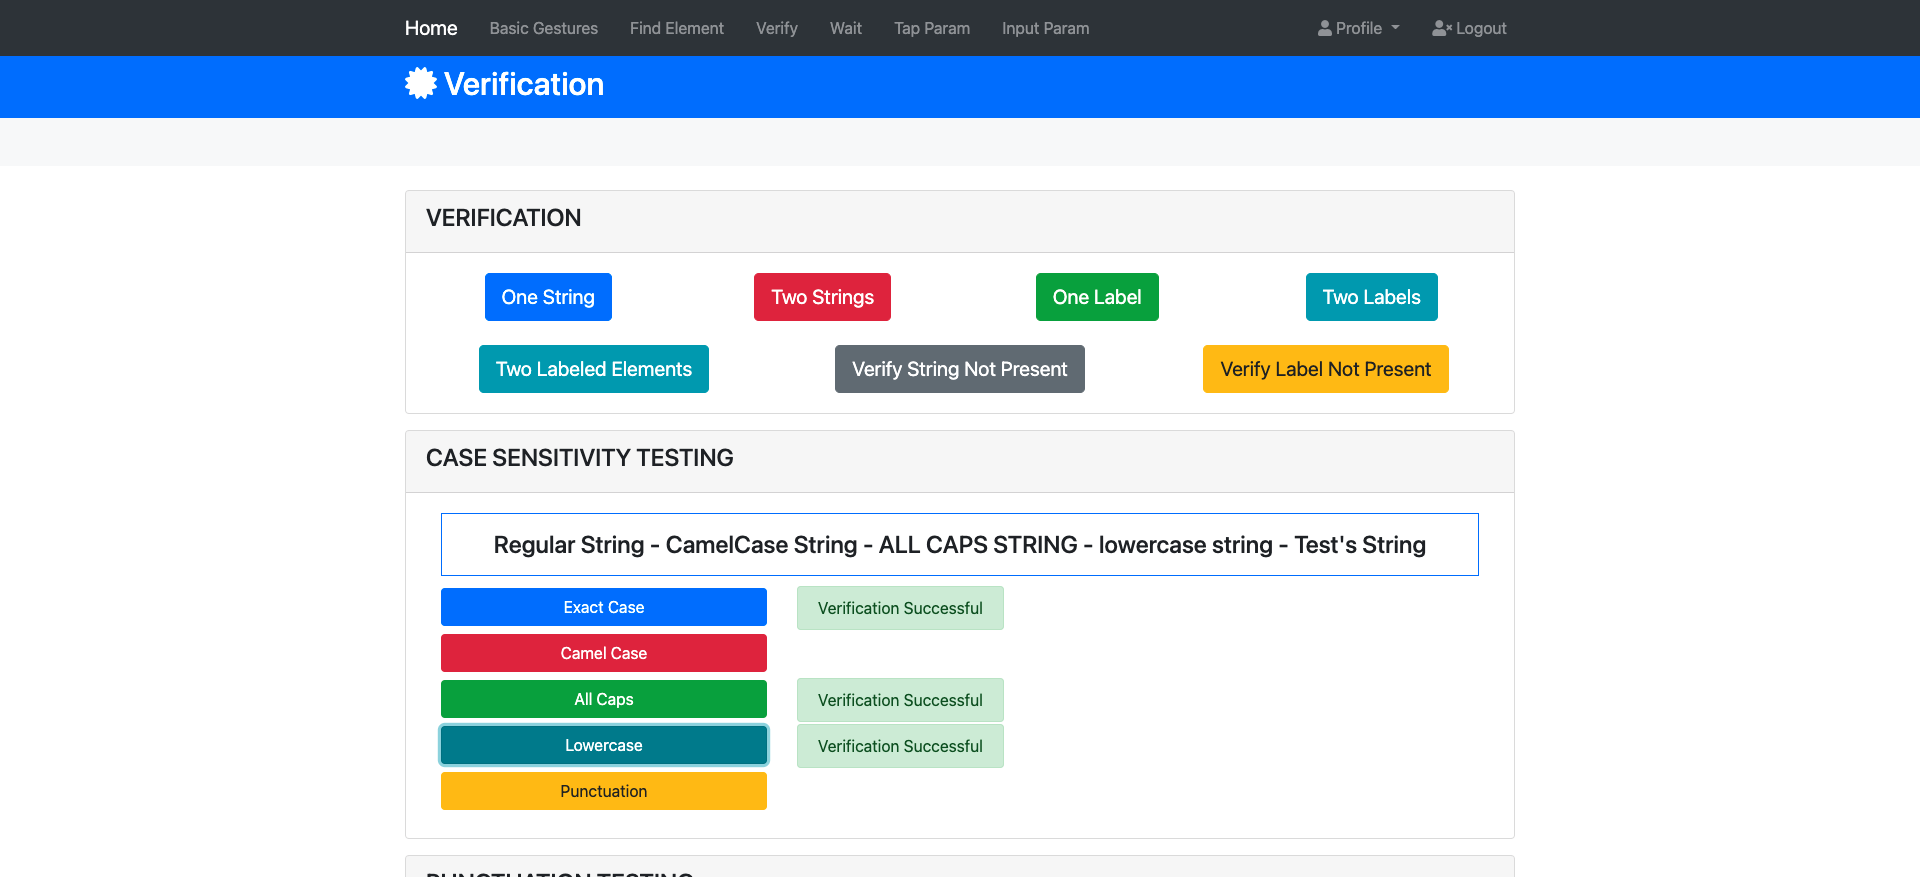 Home Basic Gestures Find Element Verify Wait Tap Param Input Param Profile Logout
Verification
VERIFICATION
One String Two Strings One Label Two Labels
Two Labeled Elements Verify String Not Present Verify Label Not Present
CASE SENSITIVITY TESTING
Regular String - CamelCase String - ALL CAPS STRING - lowercase string - Test's String
Exact Case Verification Successful
Camel Case
All Caps Verification Successful
Lowercase Verification Successful
Punctuation
PUNCTUATION TESTING